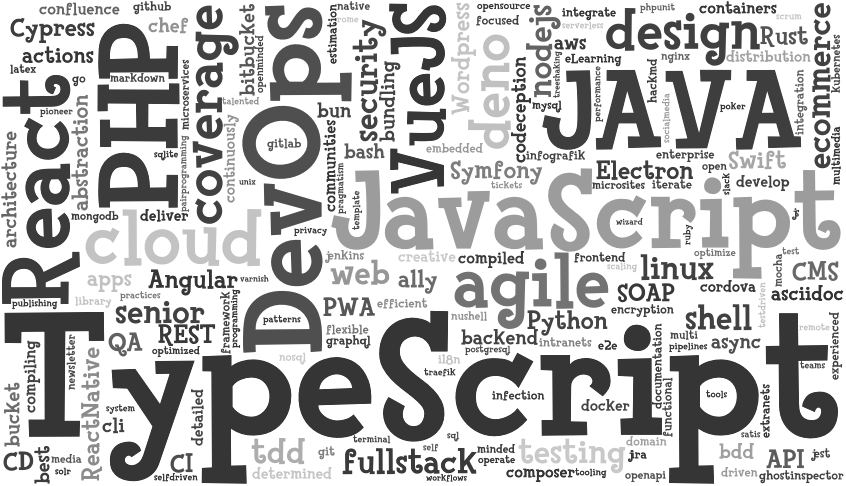 confluence
github
native
opensource
integrate
phpunit
containers
scrum
Cypress
chef
rome
focused
serverless
design
Rust
actions
React
PHP
coverage
bitbucket
openminded
DevOps
estimation
security
bundling
VueJS
Wordpress
deno
nodejs
treeshaking
aws
eLearning
nginx
distribution
ecommerce
kubernetes
latex
go
markdown
microservices
talented
codeception
mysql
JAVA
performance
hacknd
socialmedia
poker
integration
multimedia
pioneer
abstraction
architecture
sqlite
pairprogramming
continuously
gitlab
bun
communities
bash
pragmatism
embedded
infografik
enterprise
Symfony
tickets
Electron
microsites
iterate
open
slack
Swift
develop
unix
mongodb
deliver
template
JavaScript
wizard
ruby
jsr
cloud
privacy
jenkins
creative
compiled
frontend
scaling
optimize
mocha
test
apps
Angular
varnish
web
a11y
agile
linux
cordova
CMS
asciidoc
library
practices
publishing
senior
framework
programming
PWA
efficient
nushell
SOAP
encryption
testdriven
patterns
flexible
graphql
Python
shell
remote
experienced
QA
REST
optimized
nosql
i18n
traefik
backend
postgresql
intranets
e2e
multi
pipelines
async
teams
TypeScript
compiling
newsletter
ReactNative
bucket
system
cli
detailed
infection
docker
documentation
functional
tools
extranets
satis
CD
best
media
solr
CI
selfdriven
tdd
determined
git
terminal
fullstack
self
sql
workflows
minded
operate
composer
tooling
testing
domain
jra
openapi
bdd
driven
API
jest
ghostinspector